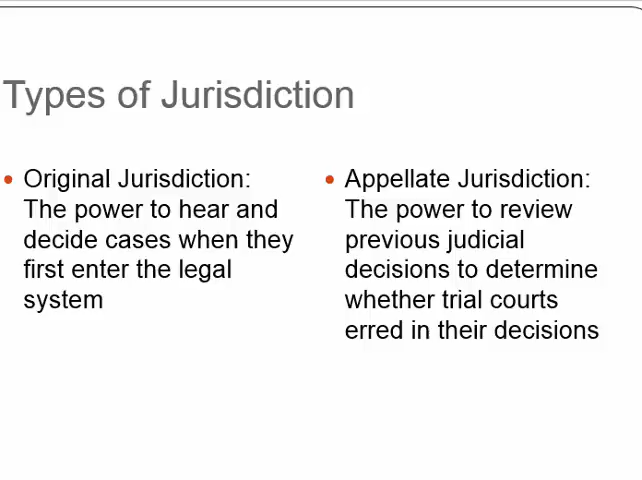 Types of Jurisdiction
• Original Jurisdiction:
The power to hear and
decide cases when they
first enter the legal
system
• Appellate Jurisdiction:
The power to review
previous judicial
decisions to determine
whether trial courts
erred in their decisions